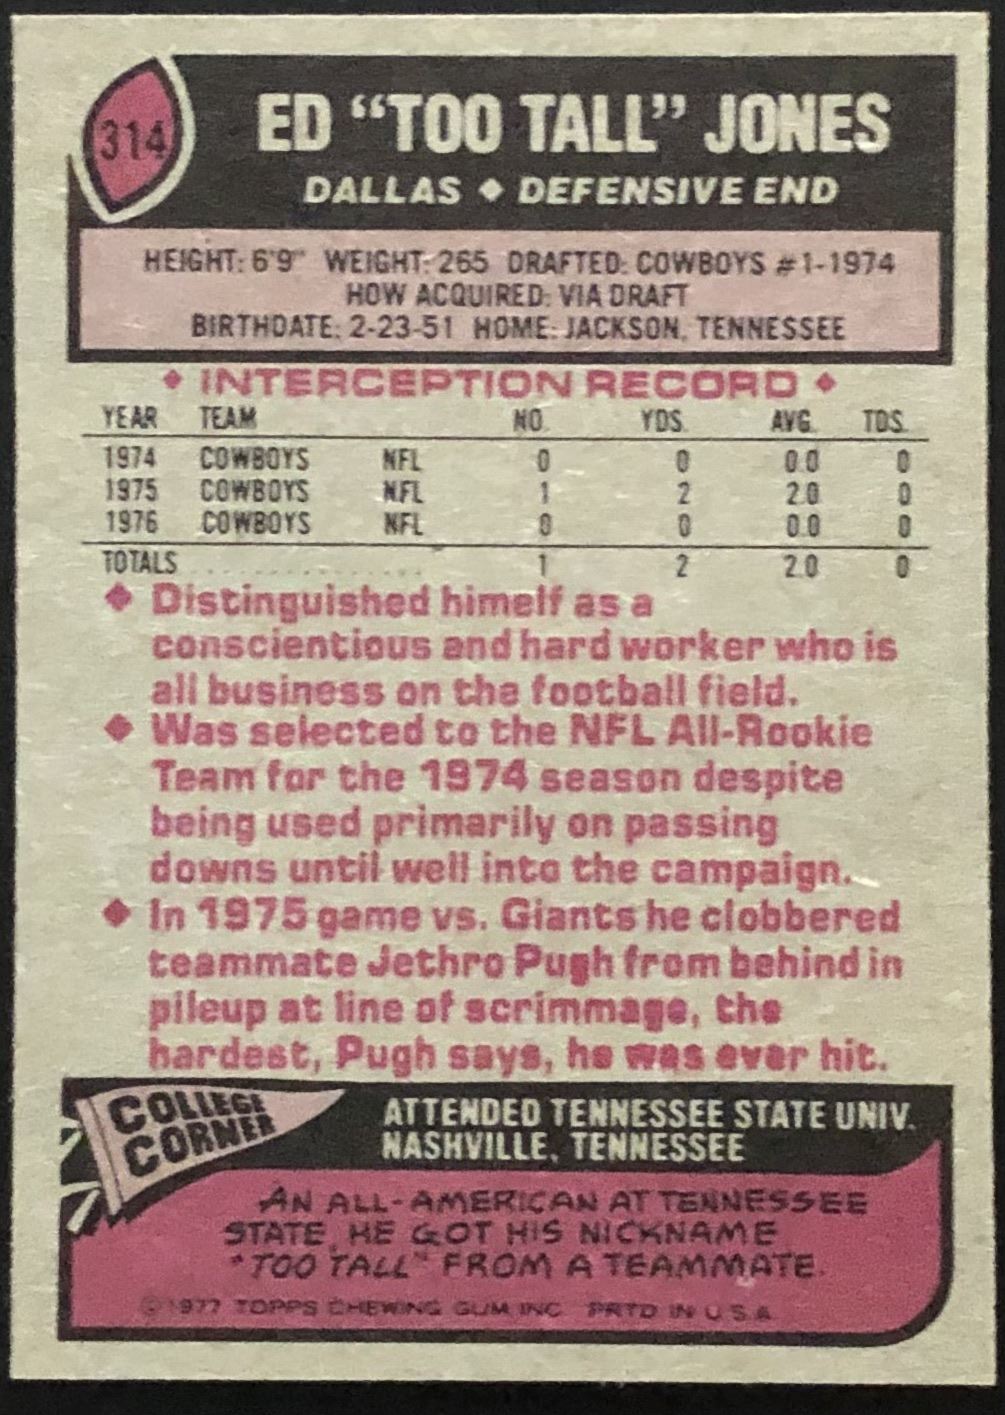 314
ED “TOO TALL” JONES
DALLAS ◆ DEFENSIVE END
HEIGHT: 6'9" WEIGHT: 265 DRAFTED: COWBOYS #1-1974
HOW ACQUIRED: VIA DRAFT
BIRTHDATE: 2-23-51 HOME: JACKSON, TENNESSEE
◆ INTERCEPTION RECORD ◆
YEAR TEAM NO. YDS. AVG. TDS.
1974 COWBOYS NFL 0 0 0.0 0
1975 COWBOYS NFL 1 2 2.0 0
1976 COWBOYS NFL 0 0 0.0 0
TOTALS . . . . . . . . . . . . . . 1 2 2.0 0
◆ Distinguished himelf as a
conscientious and hard worker who is
all business on the football field.
◆ Was selected to the NFL All-Rookie
Team for the 1974 season despite
being used primarily on passing
downs until well into the campaign.
◆ In 1975 game vs. Giants he clobbered
teammate Jethro Pugh from behind in
pileup at line of scrimmage, the
hardest, Pugh says, he was ever hit.
COLLEGE
CORNER
ATTENDED TENNESSEE STATE UNIV.
NASHVILLE, TENNESSEE
AN ALL-AMERICAN AT TENNESSEE
STATE, HE GOT HIS NICKNAME
"TOO TALL" FROM A TEAMMATE.
©1977 TOPPS CHEWING GUM, INC. PRTD. IN U.S.A.